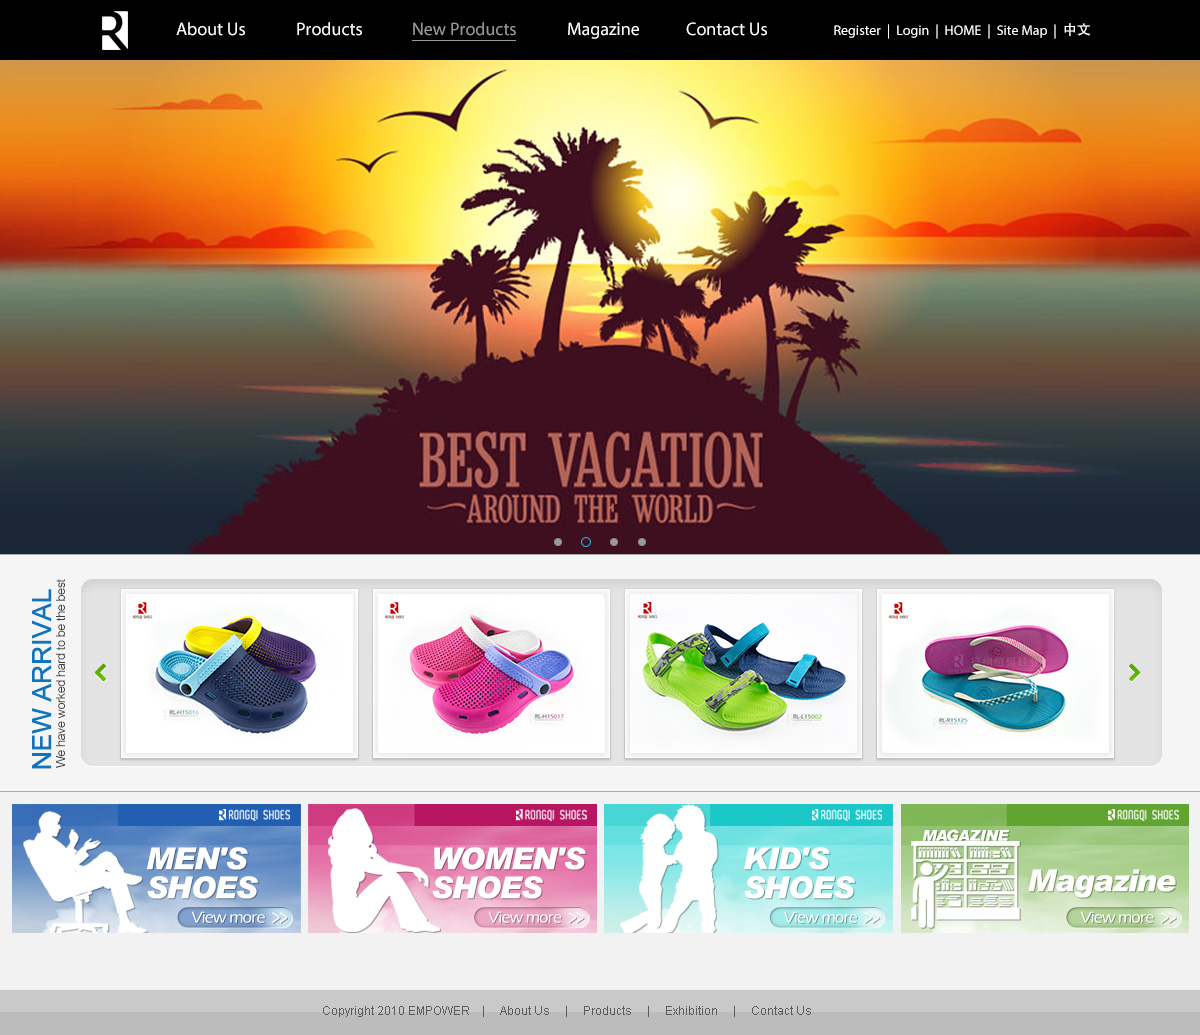 R
About Us
Products
New Products
Magazine
Contact Us
Register | Login | HOME | Site Map | 中文
BEST VACATION
AROUND THE WORLD
NEW ARRIVAL
We have worked hard to be the best
RL-H15017
RL-L15002
RL-R15125
RONGQI SHOES
MEN'S
SHOES
View more >>
RONGQI SHOES
WOMEN'S
SHOES
View more >>
RONGQI SHOES
KID'S
SHOES
View more >>
RONGQI SHOES
MAGAZINE
Magazine
View more >>
Copyright 2010 EMPOWER | About Us | Products | Exhibition | Contact Us